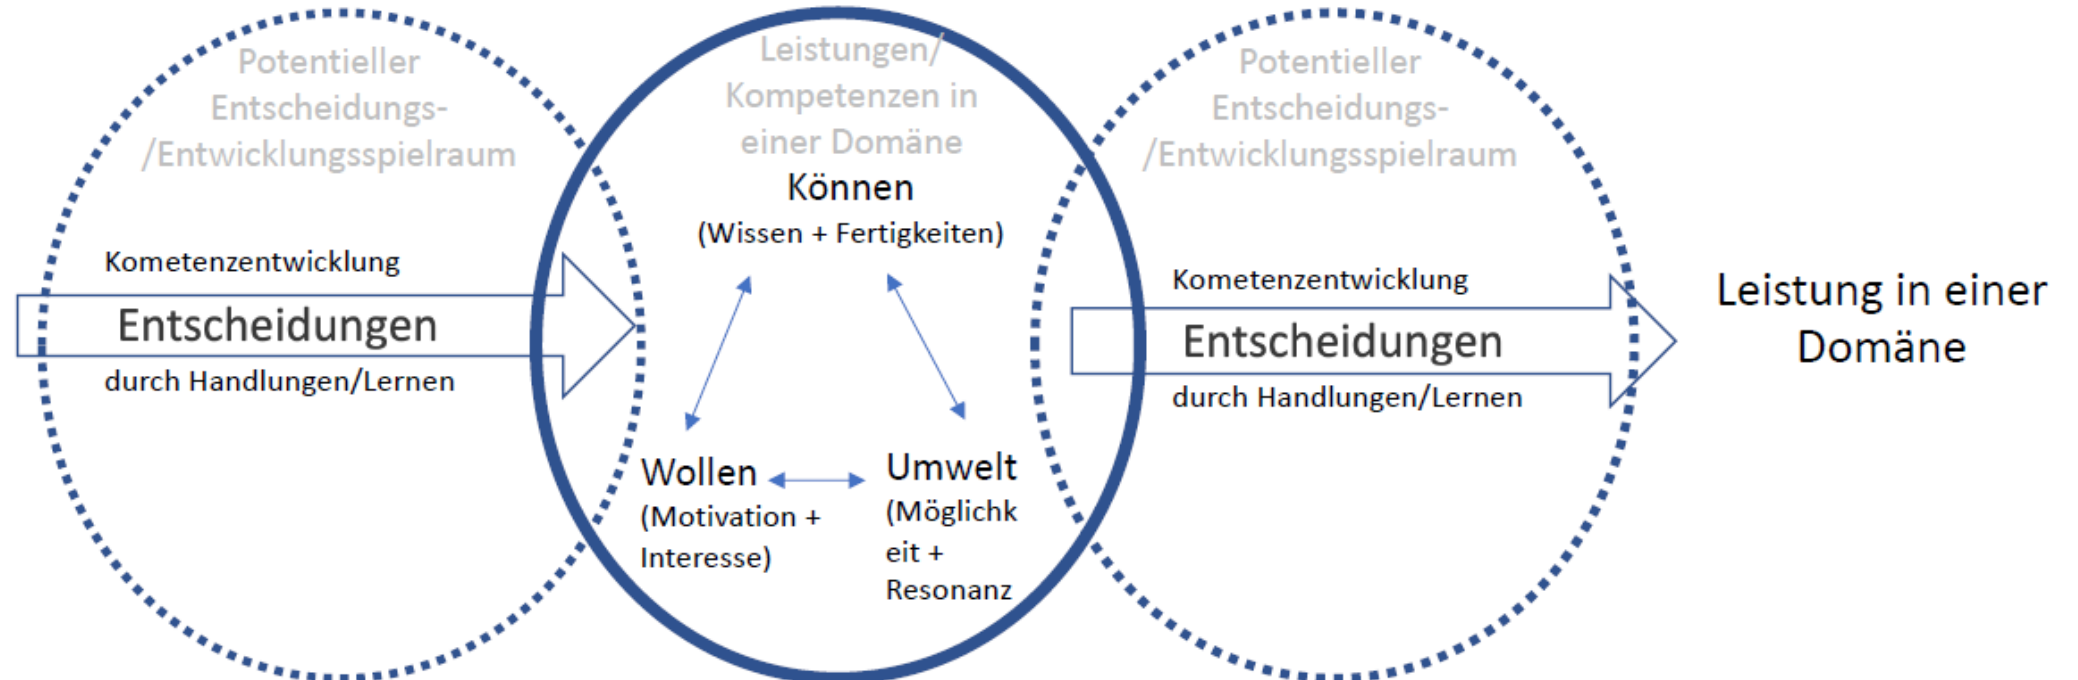 Potentieller
Entscheidungs-
/Entwicklungsspielraum
Kometenzentwicklung
Entscheidungen
durch Handlungen/Lernen
Leistungen/
Kompetenzen in
einer Domäne
Können
(Wissen + Fertigkeiten)
Wollen
(Motivation +
Interesse)
Umwelt
(Möglichk
eit +
Resonanz
Potentieller
Entscheidungs-
/Entwicklungsspielraum
Kometenzentwicklung
Entscheidungen
durch Handlungen/Lernen
Leistung in einer
Domäne